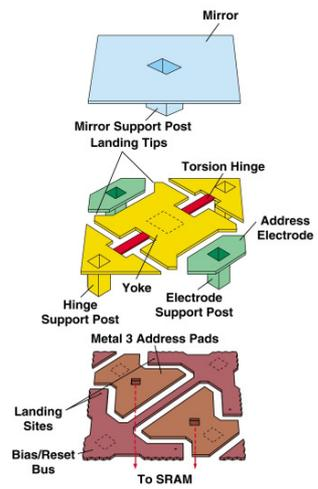 Mirror
Mirror Support Post
Landing Tips
Torsion Hinge
Address
Electrode
Yoke
Hinge
Support Post
Electrode
Support Post
Metal 3 Address Pads
Landing
Sites
Bias/Reset
Bus
To SRAM